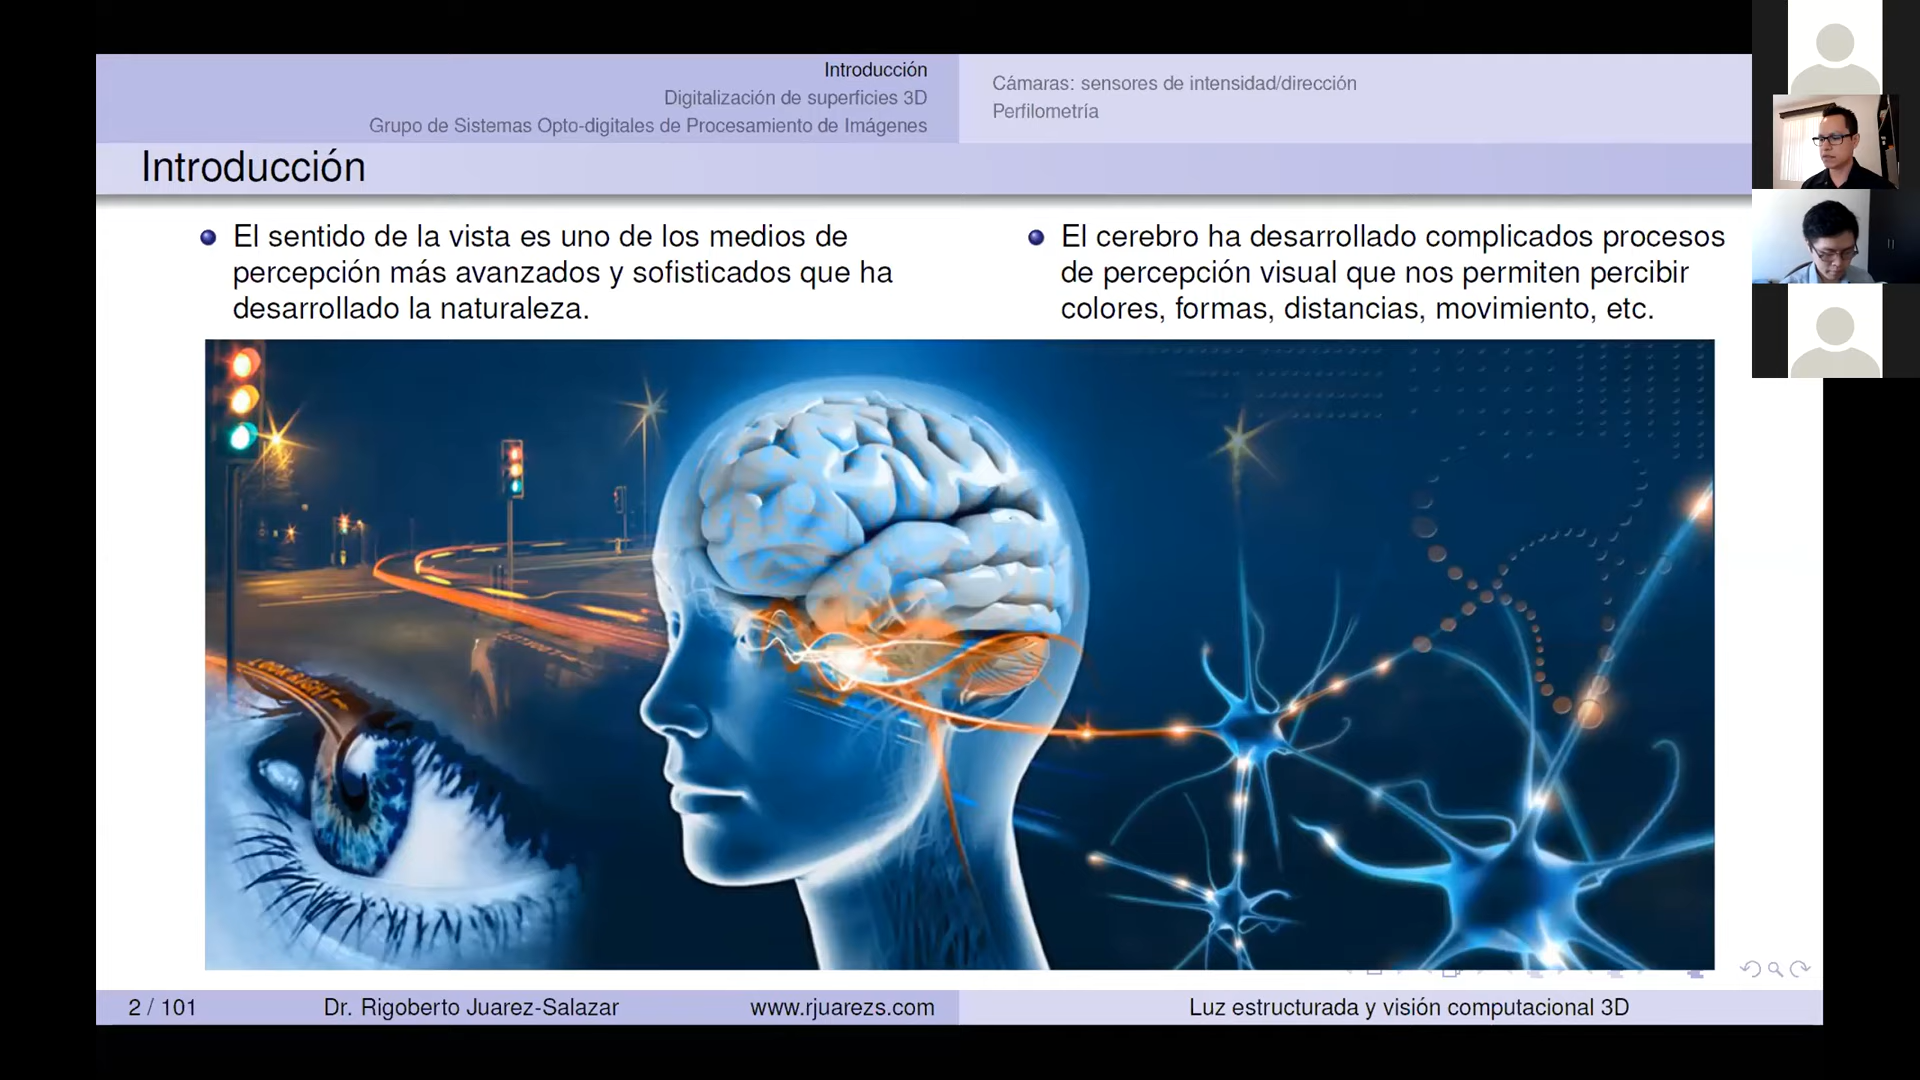 Introducción
Digitalización de superficies 3D
Grupo de Sistemas Opto-digitales de Procesamiento de Imágenes
Cámaras: sensores de intensidad/dirección
Perfilometría
Introducción
El sentido de la vista es uno de los medios de
percepción más avanzados y sofisticados que ha
desarrollado la naturaleza.
El cerebro ha desarrollado complicados procesos
de percepción visual que nos permiten percibir
colores, formas, distancias, movimiento, etc.
LOOK RIGHT
2 / 101
Dr. Rigoberto Juarez-Salazar
www.rjuarezs.com
Luz estructurada y visión computacional 3D